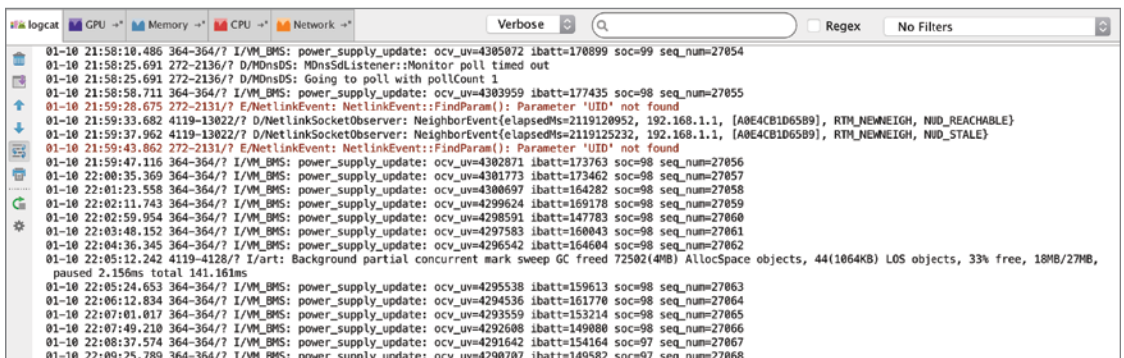 logcat GPU →" Memory →" CPU →" Network →" Verbose Regex No Filters
01-10 21:58:10.486 364-364/? I/VM_BMS: power_supply_update: ocv_uv=4305072 ibatt=170899 soc=99 seq_num=27054
01-10 21:58:25.691 272-2136/? D/MDnsDS: MDnsSdListener::Monitor poll timed out
01-10 21:58:25.691 272-2136/? D/MDnsDS: Going to poll with pollCount 1
01-10 21:58:58.711 364-364/? I/VM_BMS: power_supply_update: ocv_uv=4303959 ibatt=177435 soc=98 seq_num=27055
01-10 21:59:28.675 272-2131/? E/NetlinkEvent: NetlinkEvent::FindParam(): Parameter 'UID' not found
01-10 21:59:33.682 4119-13022/? D/NetlinkSocketObserver: NeighborEvent{elapsedMs=2119120952, 192.168.1.1, [A0E4CB1D65B9], RTM_NEWNEIGH, NUD_REACHABLE}
01-10 21:59:37.962 4119-13022/? D/NetlinkSocketObserver: NeighborEvent{elapsedMs=2119125232, 192.168.1.1, [A0E4CB1D65B9], RTM_NEWNEIGH, NUD_STALE}
01-10 21:59:43.862 272-2131/? E/NetlinkEvent: NetlinkEvent::FindParam(): Parameter 'UID' not found
01-10 21:59:47.116 364-364/? I/VM_BMS: power_supply_update: ocv_uv=4302871 ibatt=173763 soc=98 seq_num=27056
01-10 22:00:35.369 364-364/? I/VM_BMS: power_supply_update: ocv_uv=4301773 ibatt=173462 soc=98 seq_num=27057
01-10 22:01:23.558 364-364/? I/VM_BMS: power_supply_update: ocv_uv=4300697 ibatt=164282 soc=98 seq_num=27058
01-10 22:02:11.743 364-364/? I/VM_BMS: power_supply_update: ocv_uv=4299624 ibatt=169178 soc=98 seq_num=27059
01-10 22:02:59.954 364-364/? I/VM_BMS: power_supply_update: ocv_uv=4298591 ibatt=147783 soc=98 seq_num=27060
01-10 22:03:48.152 364-364/? I/VM_BMS: power_supply_update: ocv_uv=4297583 ibatt=160043 soc=98 seq_num=27061
01-10 22:04:36.345 364-364/? I/VM_BMS: power_supply_update: ocv_uv=4296542 ibatt=164604 soc=98 seq_num=27062
01-10 22:05:12.242 4119-4128/? I/art: Background partial concurrent mark sweep GC freed 72502(4MB) AllocSpace objects, 44(1064KB) LOS objects, 33% free, 18MB/27MB,
paused 2.156ms total 141.161ms
01-10 22:05:24.653 364-364/? I/VM_BMS: power_supply_update: ocv_uv=4295538 ibatt=159613 soc=98 seq_num=27063
01-10 22:06:12.834 364-364/? I/VM_BMS: power_supply_update: ocv_uv=4294536 ibatt=161770 soc=98 seq_num=27064
01-10 22:07:01.017 364-364/? I/VM_BMS: power_supply_update: ocv_uv=4293559 ibatt=153214 soc=98 seq_num=27065
01-10 22:07:49.210 364-364/? I/VM_BMS: power_supply_update: ocv_uv=4292608 ibatt=149080 soc=98 seq_num=27066
01-10 22:08:37.574 364-364/? I/VM_BMS: power_supply_update: ocv_uv=4291642 ibatt=154164 soc=97 seq_num=27067
01-10 22:09:25.789 364-364/? I/VM_BMS: power_supply_update: ocv_uv=4290707 ibatt=149582 soc=97 seq_num=27068